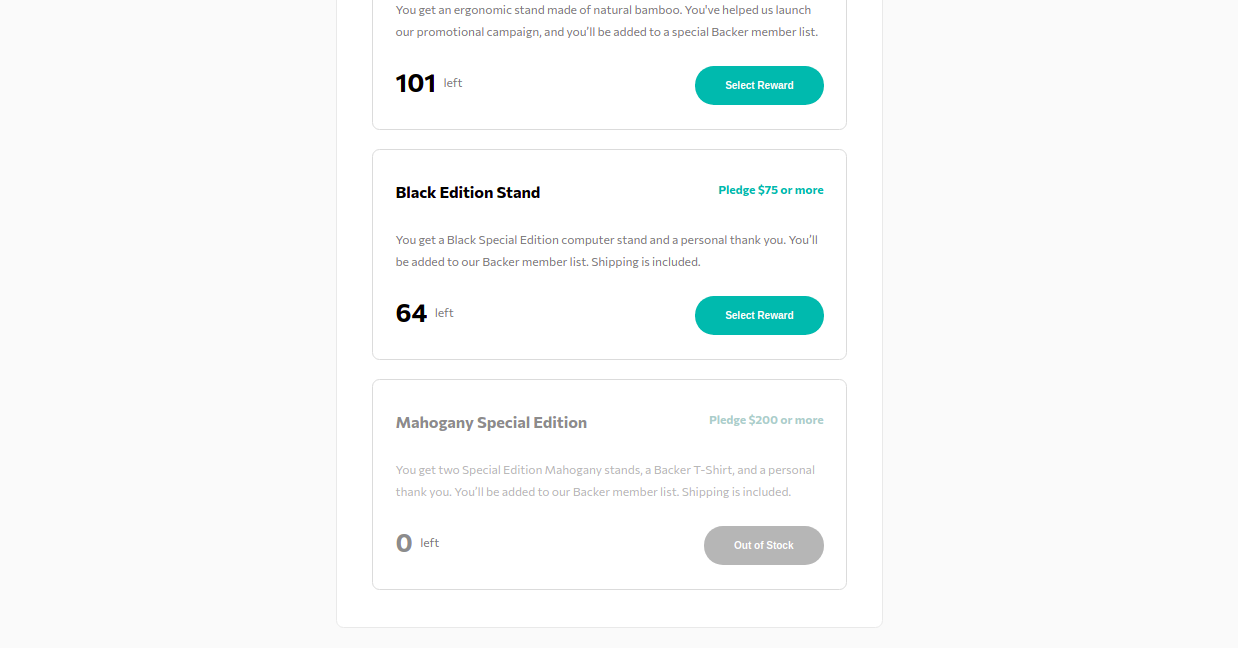 You get an ergonomic stand made of natural bamboo. You've helped us launch
our promotional campaign, and you'll be added to a special Backer member list.
101 left
Select Reward
Black Edition Stand
Pledge $75 or more
You get a Black Special Edition computer stand and a personal thank you. You'll
be added to our Backer member list. Shipping is included.
64 left
Select Reward
Mahogany Special Edition
Pledge $200 or more
You get two Special Edition Mahogany stands, a Backer T-Shirt, and a personal
thank you. You'll be added to our Backer member list. Shipping is included.
0 left
Out of Stock